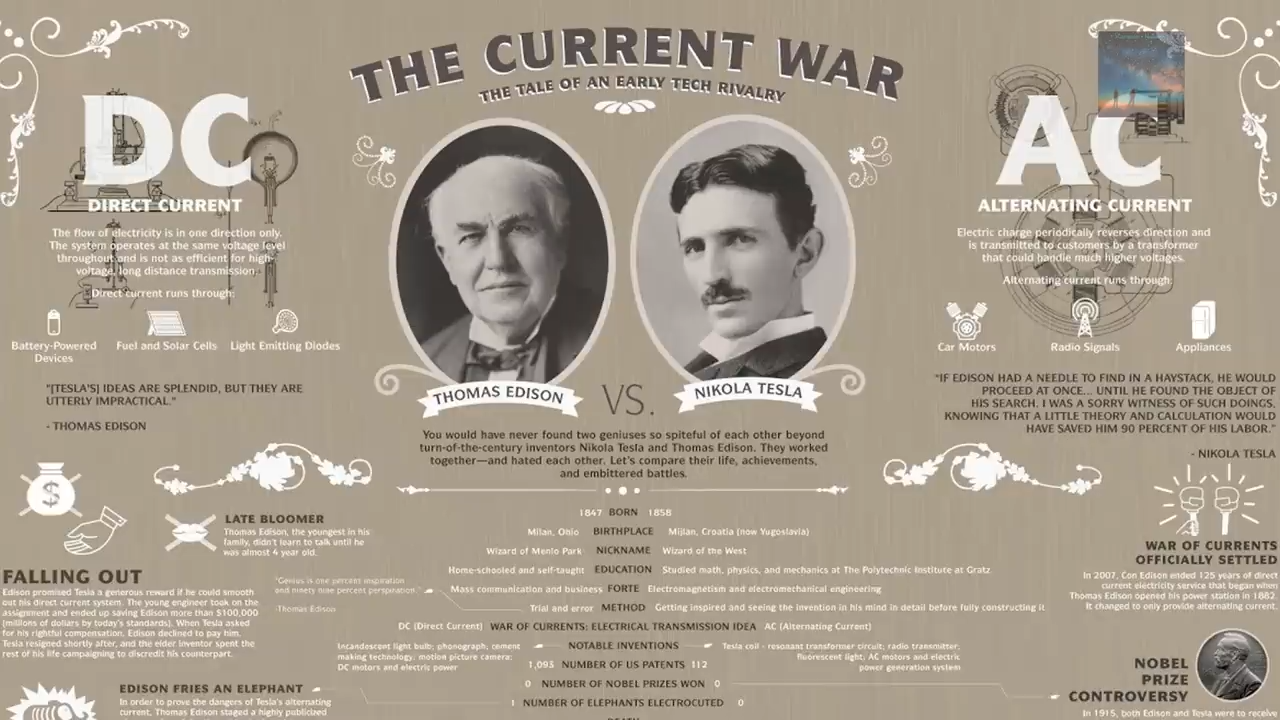 THE CURRENT WAR
THE TALE OF AN EARLY TECH RIVALRY
DC
DIRECT CURRENT
The flow of electricity is in one direction only.
The system operates at the same voltage level
throughout and is not as efficient for high-
voltage, long distance transmission.
Direct current runs through:
Battery-Powered
Devices
Fuel and Solar Cells
Light Emitting Diodes
"[TESLA'S] IDEAS ARE SPLENDID, BUT THEY ARE
UTTERLY IMPRACTICAL."
- THOMAS EDISON
THOMAS EDISON
VS.
NIKOLA TESLA
AC
ALTERNATING CURRENT
Electric charge periodically reverses direction and
is transmitted to customers by a transformer
that could handle much higher voltages.
Alternating current runs through:
Car Motors
Radio Signals
Appliances
"IF EDISON HAD A NEEDLE TO FIND IN A HAYSTACK, HE WOULD
PROCEED AT ONCE... UNTIL HE FOUND THE OBJECT OF
HIS SEARCH. I WAS A SORRY WITNESS OF SUCH DOINGS,
KNOWING THAT A LITTLE THEORY AND CALCULATION WOULD
HAVE SAVED HIM 90 PERCENT OF HIS LABOR."
- NIKOLA TESLA
You would have never found two geniuses so spiteful of each other beyond
turn-of-the-century inventors Nikola Tesla and Thomas Edison. They worked
together—and hated each other. Let's compare their life, achievements,
and embittered battles.
$
LATE BLOOMER
Thomas Edison, the youngest in his
family, didn't learn to talk until he
was almost 4 year old.
FALLING OUT
Edison promised Tesla a generous reward if he could smooth
out his direct current system. The young engineer took on the
assignment and ended up saving Edison more than $100,000
(millions of dollars by today's standards). When Tesla asked
for his rightful compensation, Edison declined to pay him.
Tesla resigned shortly after, and the elder inventor spent the
rest of his life campaigning to discredit his counterpart.
"Genius is one percent inspiration
and ninety nine percent perspiration."
-Thomas Edison
EDISON FRIES AN ELEPHANT
In order to prove the dangers of Tesla's alternating
current, Thomas Edison staged a highly publicized
1847 BORN 1858
Milan, Ohio BIRTHPLACE Miljan, Croatia (now Yugoslavia)
Wizard of Menlo Park NICKNAME Wizard of the West
Home-schooled and self-taught EDUCATION Studied math, physics, and mechanics at The Polytechnic Institute at Gratz
Mass communication and business FORTE Electromagnetism and electromechanical engineering
Trial and error METHOD Getting inspired and seeing the invention in his mind in detail before fully constructing it
DC (Direct Current) WAR OF CURRENTS: ELECTRICAL TRANSMISSION IDEA AC (Alternating Current)
Incandescent light bulb; phonograph; cement
making technology; motion picture camera;
DC motors and electric power
NOTABLE INVENTIONS
Tesla coil - resonant transformer circuit; radio transmitter,
fluorescent light; AC motors and electric
power generation system
1,093 NUMBER OF US PATENTS 112
0 NUMBER OF NOBEL PRIZES WON 0
1 NUMBER OF ELEPHANTS ELECTROCUTED 0
DEATH
WAR OF CURRENTS
OFFICIALLY SETTLED
In 2007, Con Edison ended 125 years of direct
current electricity service that began when
Thomas Edison opened his power station in 1882.
It changed to only provide alternating current.
NOBEL
PRIZE
CONTROVERSY
In 1915, both Edison and Tesla were to receive